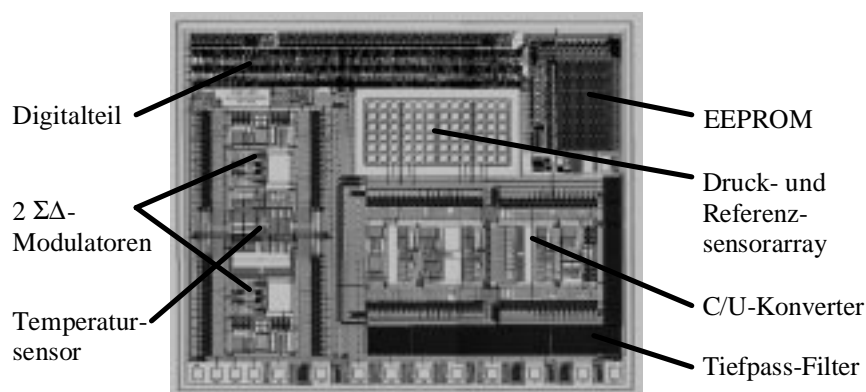 Digitalteil
2 ΣΔ-
Modulatoren
Temperatur-
sensor
EEPROM
Druck- und
Referenz-
sensorarray
C/U-Konverter
Tiefpass-Filter